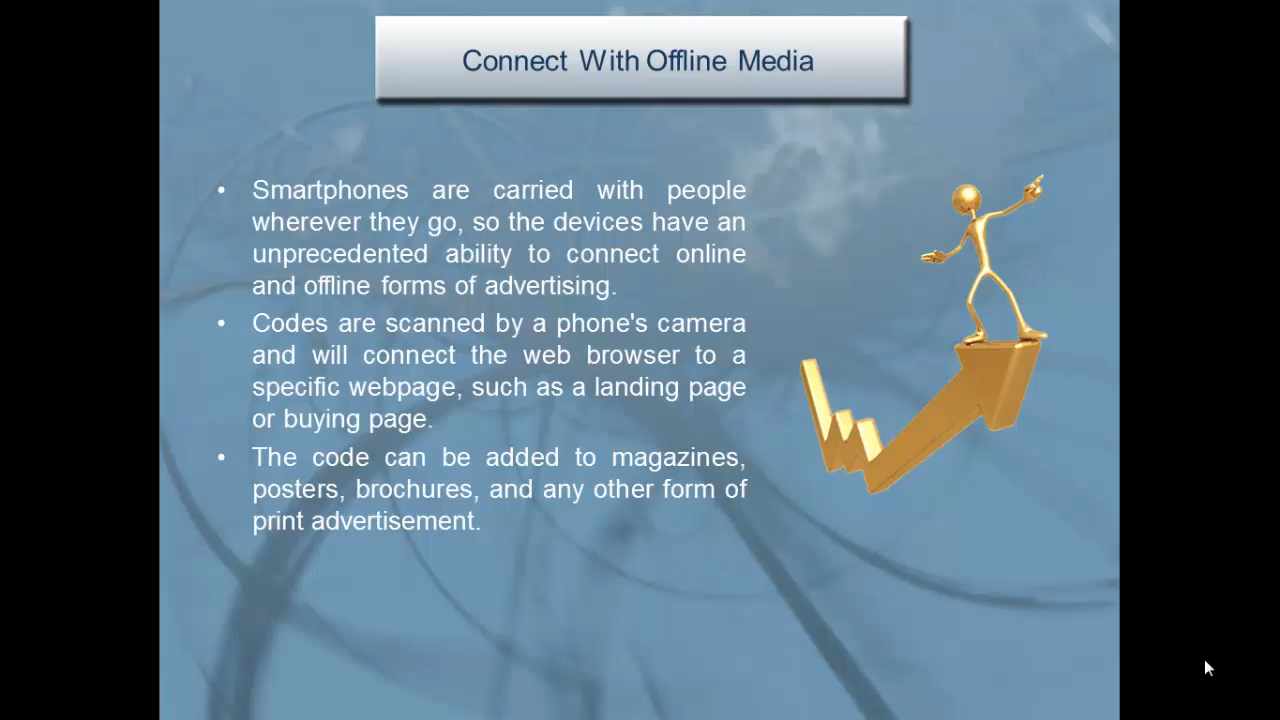 Connect With Offline Media
• Smartphones are carried with people
wherever they go, so the devices have an
unprecedented ability to connect online
and offline forms of advertising.
• Codes are scanned by a phone's camera
and will connect the web browser to a
specific webpage, such as a landing page
or buying page.
• The code can be added to magazines,
posters, brochures, and any other form of
print advertisement.